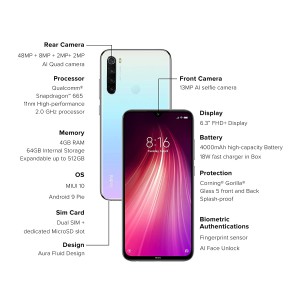 Rear Camera
48MP + 8MP + 2MP+ 2MP
AI Quad camera
Processor
Qualcomm®
Snapdragon™ 665
11nm High-performance
2.0 GHz processor
Memory
4GB RAM
64GB Internal Storage
Expandable up to 512GB
OS
MIUI 10
Android 9 Pie
Sim Card
Dual SIM +
dedicated MicroSD slot
Design
Aura Fluid Design
Front Camera
13MP AI selfie camera
Display
6.3" FHD+ Display
Battery
4000mAh high-capacity Battery
18W fast charger in Box
Protection
Corning® Gorilla®
Glass 5 front and Back
Splash-proof
Biometric
Authentications
Fingerprint sensor
AI Face Unlock
8:16